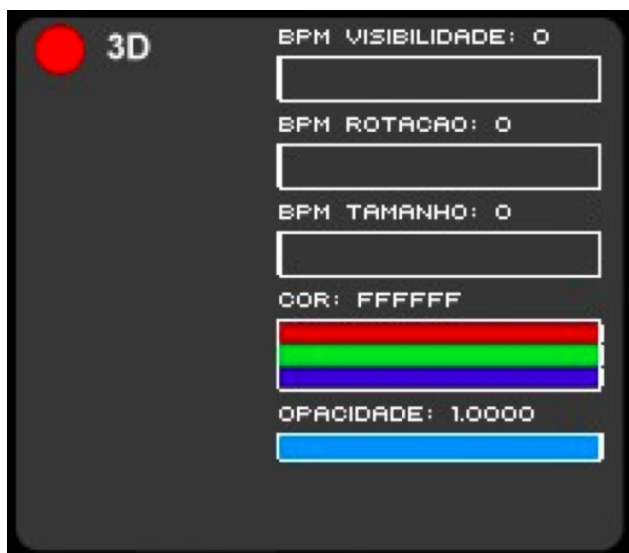 3D
BPM VISIBILIDADE: 0
BPM ROTACAO: 0
BPM TAMANHO: 0
COR: FFFFFF
OPACIDADE: 1.0000